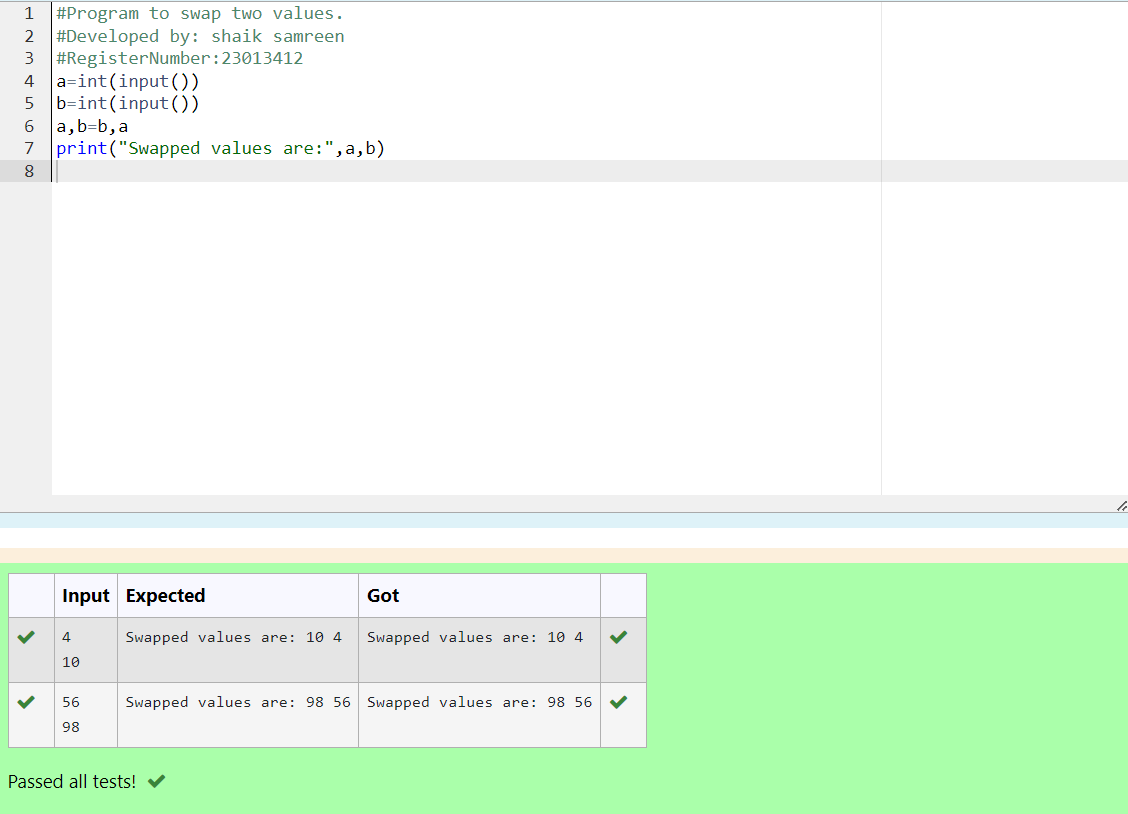 1 #Program to swap two values.
2 #Developed by: shaik samreen
3 #RegisterNumber:23013412
4 a=int(input())
5 b=int(input())
6 a,b=b,a
7 print("Swapped values are:",a,b)
8
Input Expected Got
4 Swapped values are: 10 4 Swapped values are: 10 4
10
56 Swapped values are: 98 56 Swapped values are: 98 56
98
Passed all tests!